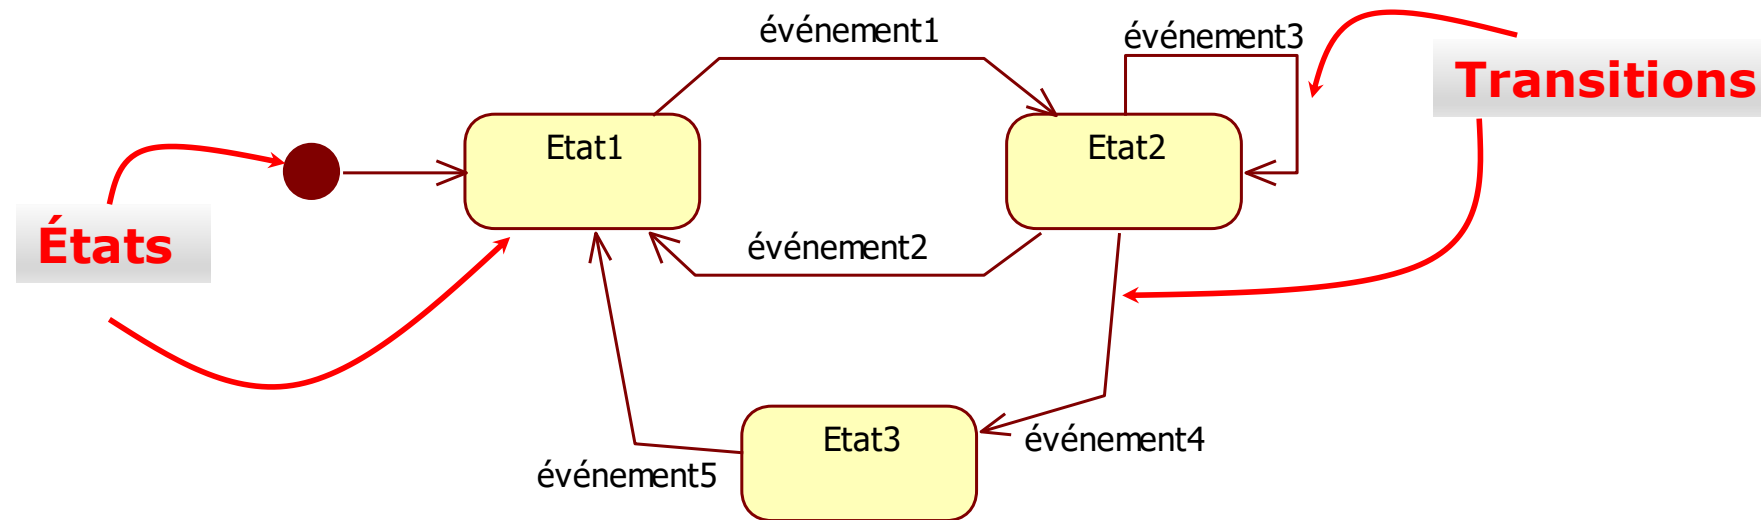 événement1
événement3
Transitions
Etat1
Etat2
États
événement2
Etat3
événement4
événement5